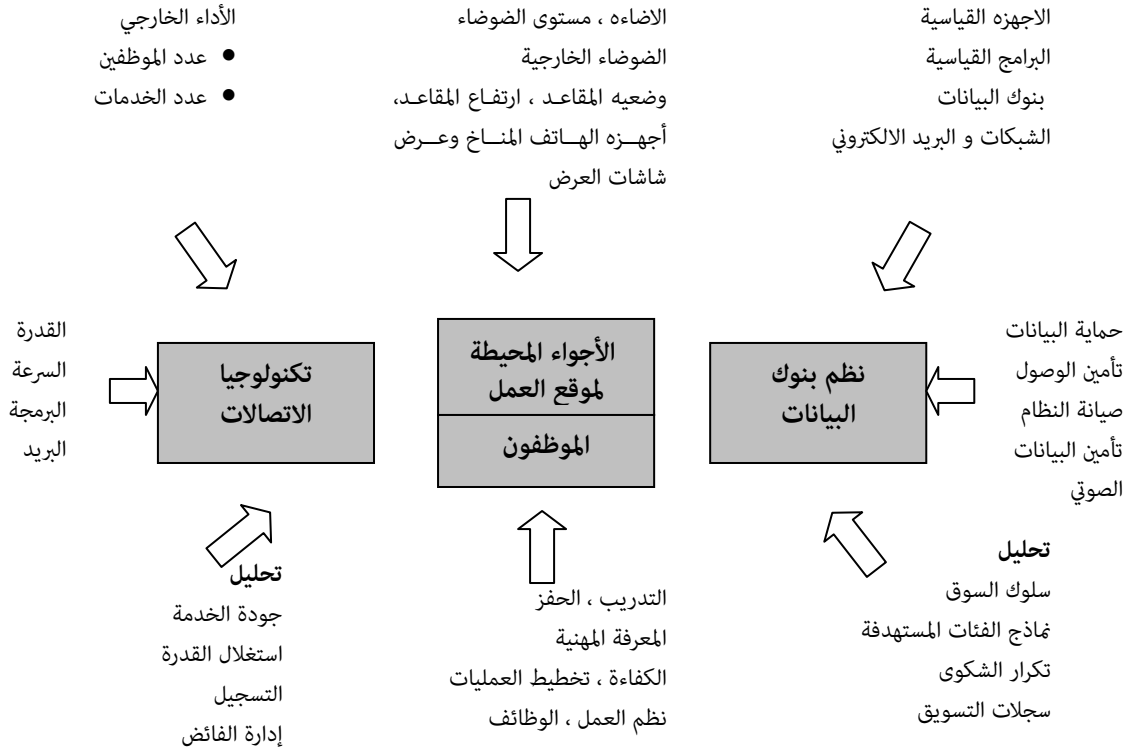 الاجهزه القياسية
البرامج القياسية
بنوك البيانات
الشبكات و البريد الالكتروني
الاضاءه ، مستوى الضوضاء
الضوضاء الخارجية
وضعيه المقاعد ، ارتفاع المقاعد،
أجهزه الهاتف المناخ وعرض
شاشات العرض
الأداء الخارجي
● عدد الموظفين
● عدد الخدمات
حماية البيانات
تأمين الوصول
صيانة النظام
تأمين البيانات
الصوتي
نظم بنوك
البيانات
الأجواء المحيطة
لموقع العمل
الموظفون
تكنولوجيا
الاتصالات
القدرة
السرعة
البرمجة
البريد
تحليل
سلوك السوق
نماذج الفئات المستهدفة
تكرار الشكوى
سجلات التسويق
التدريب ، الحفز
المعرفة المهنية
الكفاءة ، تخطيط العمليات
نظم العمل ، الوظائف
تحليل
جودة الخدمة
استغلال القدرة
التسجيل
إدارة الفائض